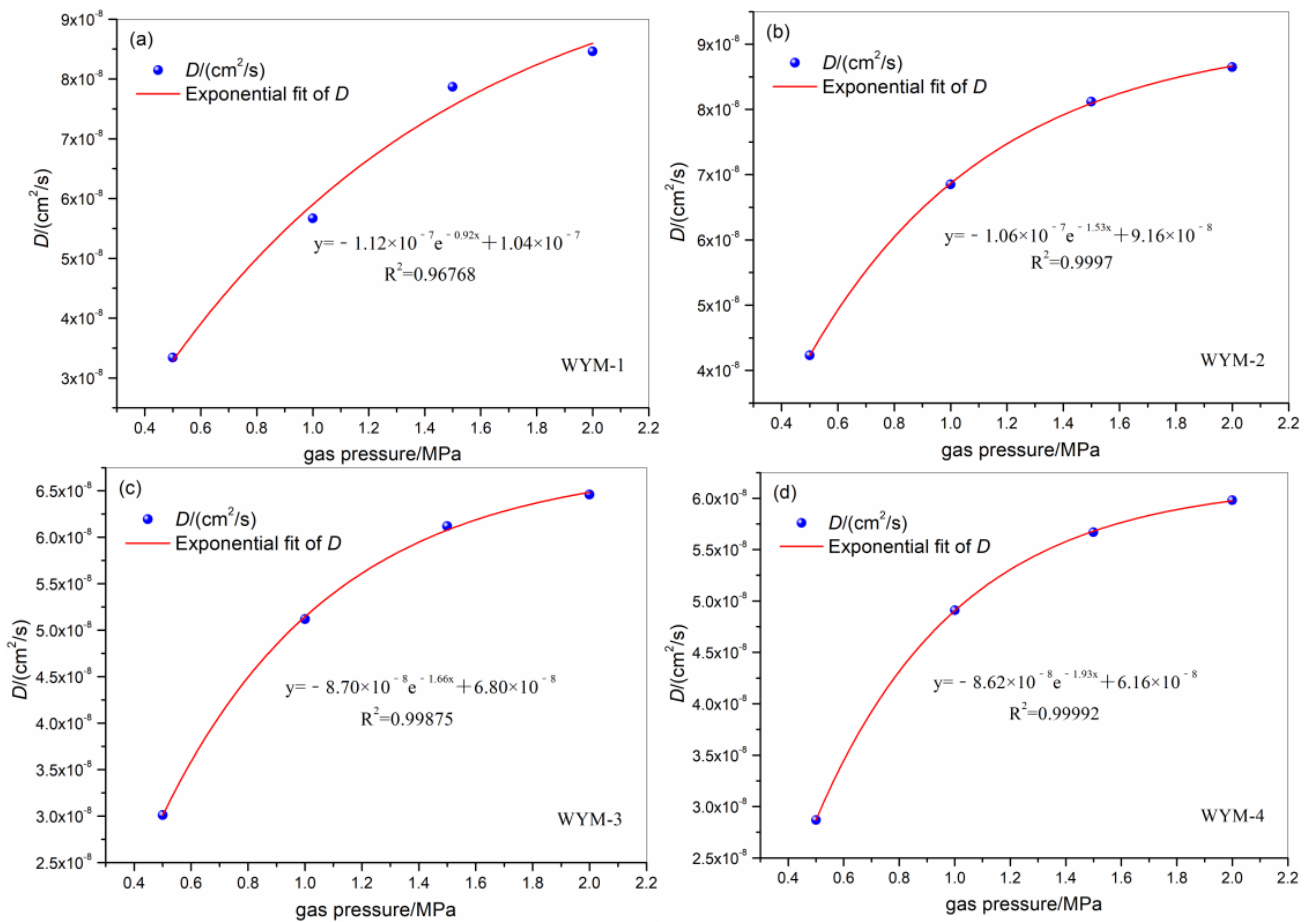 (a)
D/(cm²/s)
Exponential fit of D
9x10⁻⁸
8x10⁻⁸
7x10⁻⁸
6x10⁻⁸
5x10⁻⁸
4x10⁻⁸
3x10⁻⁸
D/(cm²/s)
y=﹣1.12×10⁻⁷e⁻⁰·⁹²ˣ+1.04×10⁻⁷
R²=0.96768
WYM-1
0.4 0.6 0.8 1.0 1.2 1.4 1.6 1.8 2.0 2.2
gas pressure/MPa
(b)
D/(cm²/s)
Exponential fit of D
9x10⁻⁸
8x10⁻⁸
7x10⁻⁸
6x10⁻⁸
5x10⁻⁸
4x10⁻⁸
D/(cm²/s)
y=﹣1.06×10⁻⁷e⁻¹·⁵³ˣ+9.16×10⁻⁸
R²=0.9997
WYM-2
0.4 0.6 0.8 1.0 1.2 1.4 1.6 1.8 2.0 2.2
gas pressure/MPa
(c)
D/(cm²/s)
Exponential fit of D
6.5x10⁻⁸
6.0x10⁻⁸
5.5x10⁻⁸
5.0x10⁻⁸
4.5x10⁻⁸
4.0x10⁻⁸
3.5x10⁻⁸
3.0x10⁻⁸
2.5x10⁻⁸
D/(cm²/s)
y=﹣8.70×10⁻⁸e⁻¹·⁶⁶ˣ+6.80×10⁻⁸
R²=0.99875
WYM-3
0.4 0.6 0.8 1.0 1.2 1.4 1.6 1.8 2.0 2.2
gas pressure/MPa
(d)
D/(cm²/s)
Exponential fit of D
6.0x10⁻⁸
5.5x10⁻⁸
5.0x10⁻⁸
4.5x10⁻⁸
4.0x10⁻⁸
3.5x10⁻⁸
3.0x10⁻⁸
2.5x10⁻⁸
D/(cm²/s)
y=﹣8.62×10⁻⁸e⁻¹·⁹³ˣ+6.16×10⁻⁸
R²=0.99992
WYM-4
0.4 0.6 0.8 1.0 1.2 1.4 1.6 1.8 2.0 2.2
gas pressure/MPa